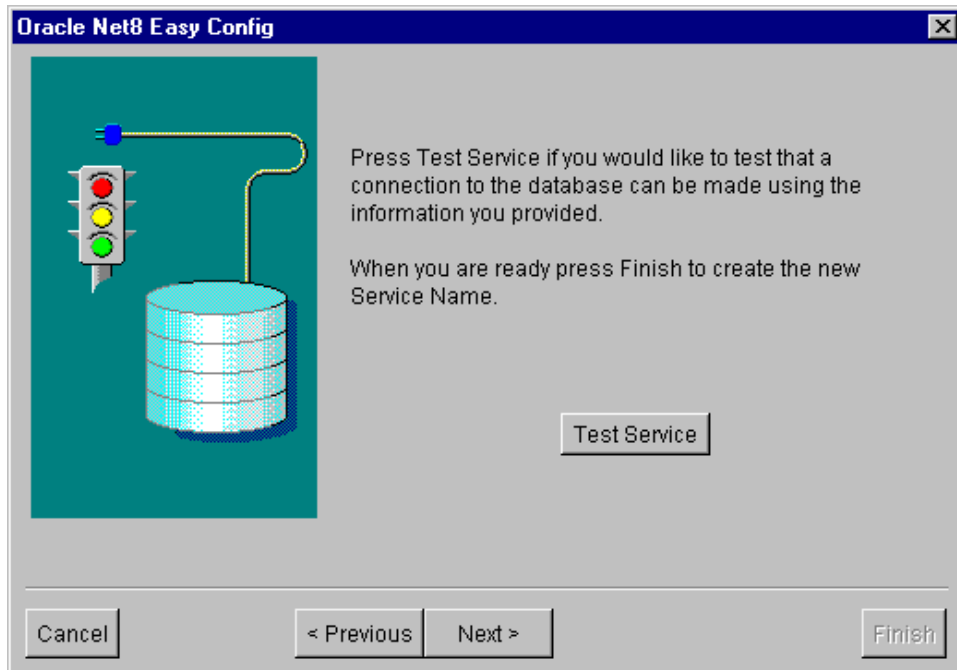 Oracle Net8 Easy Config
Press Test Service if you would like to test that a
connection to the database can be made using the
information you provided.
When you are ready press Finish to create the new
Service Name.
Test Service
Cancel
< Previous
Next >
Finish